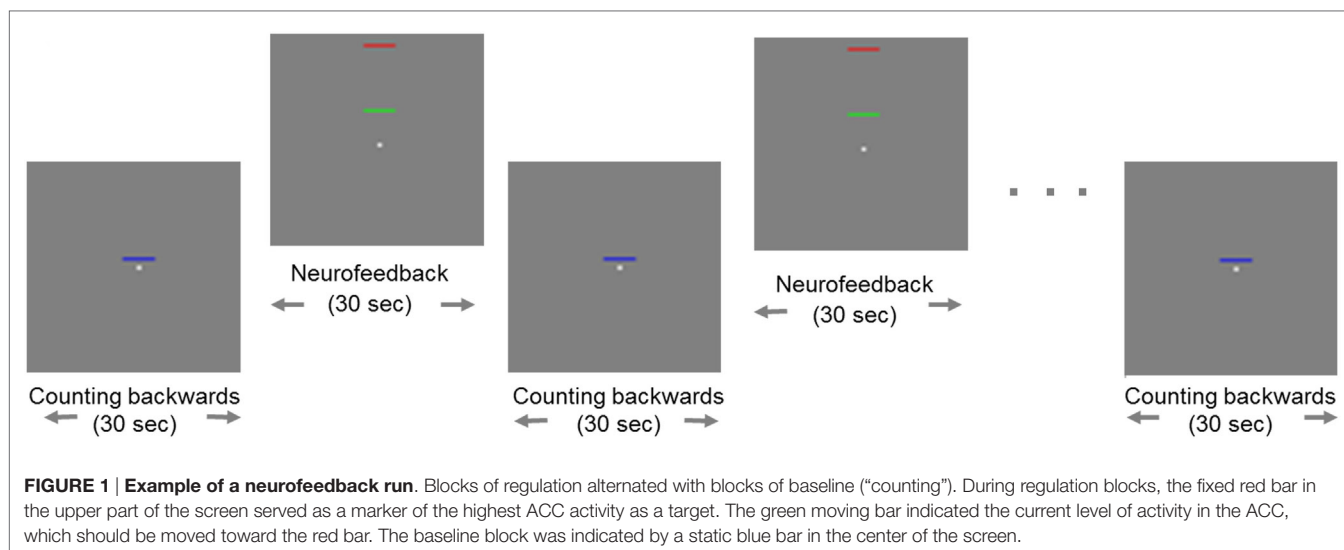 Neurofeedback
(30 sec)
Neurofeedback
(30 sec)
Counting backwards
(30 sec)
Counting backwards
(30 sec)
Counting backwards
(30 sec)
FIGURE 1 | Example of a neurofeedback run. Blocks of regulation alternated with blocks of baseline (“counting”). During regulation blocks, the fixed red bar in
the upper part of the screen served as a marker of the highest ACC activity as a target. The green moving bar indicated the current level of activity in the ACC,
which should be moved toward the red bar. The baseline block was indicated by a static blue bar in the center of the screen.